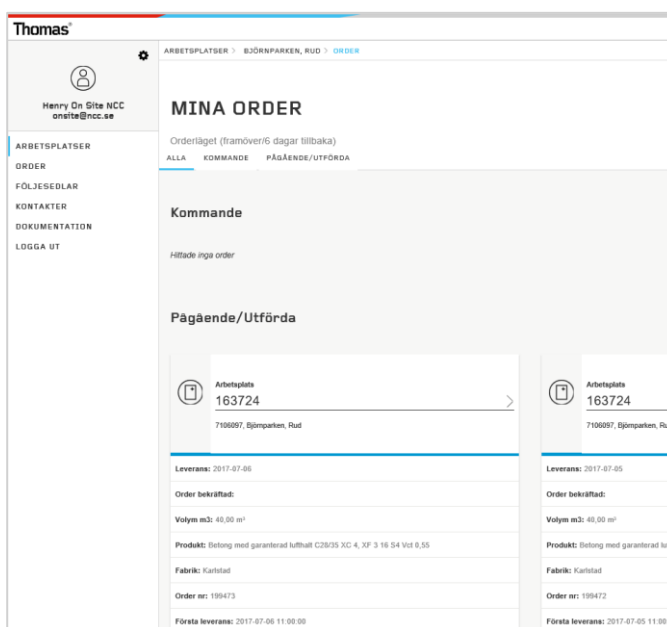 Thomas°
ARBETSPLATSER > BJÖRNPARKEN, RUD > ORDER
Henry On Site NCC
onsite@ncc.se
ARBETSPLATSER
ORDER
FÖLJESEDLAR
KONTAKTER
DOKUMENTATION
LOGGA UT
MINA ORDER
Orderläget (framöver/6 dagar tillbaka)
ALLA KOMMANDE PÅGÅENDE/UTFÖRDA
Kommande
Hittade inga order
Pågående/Utförda
Arbetsplats
163724
7106097, Björnparken, Rud
Leverans: 2017-07-06
Order bekräftad:
Volym m3: 40,00 m³
Produkt: Betong med garanterad lufthalt C28/35 XC 4, XF 3 16 S4 Vct 0,55
Fabrik: Karlstad
Order nr: 199473
Första leverans: 2017-07-06 11:00:00
Arbetsplats
163724
7106097, Björnparken, Ru
Leverans: 2017-07-05
Order bekräftad:
Volym m3: 40,00 m³
Produkt: Betong med garanterad lu
Fabrik: Karlstad
Order nr: 199472
Första leverans: 2017-07-05 11:00